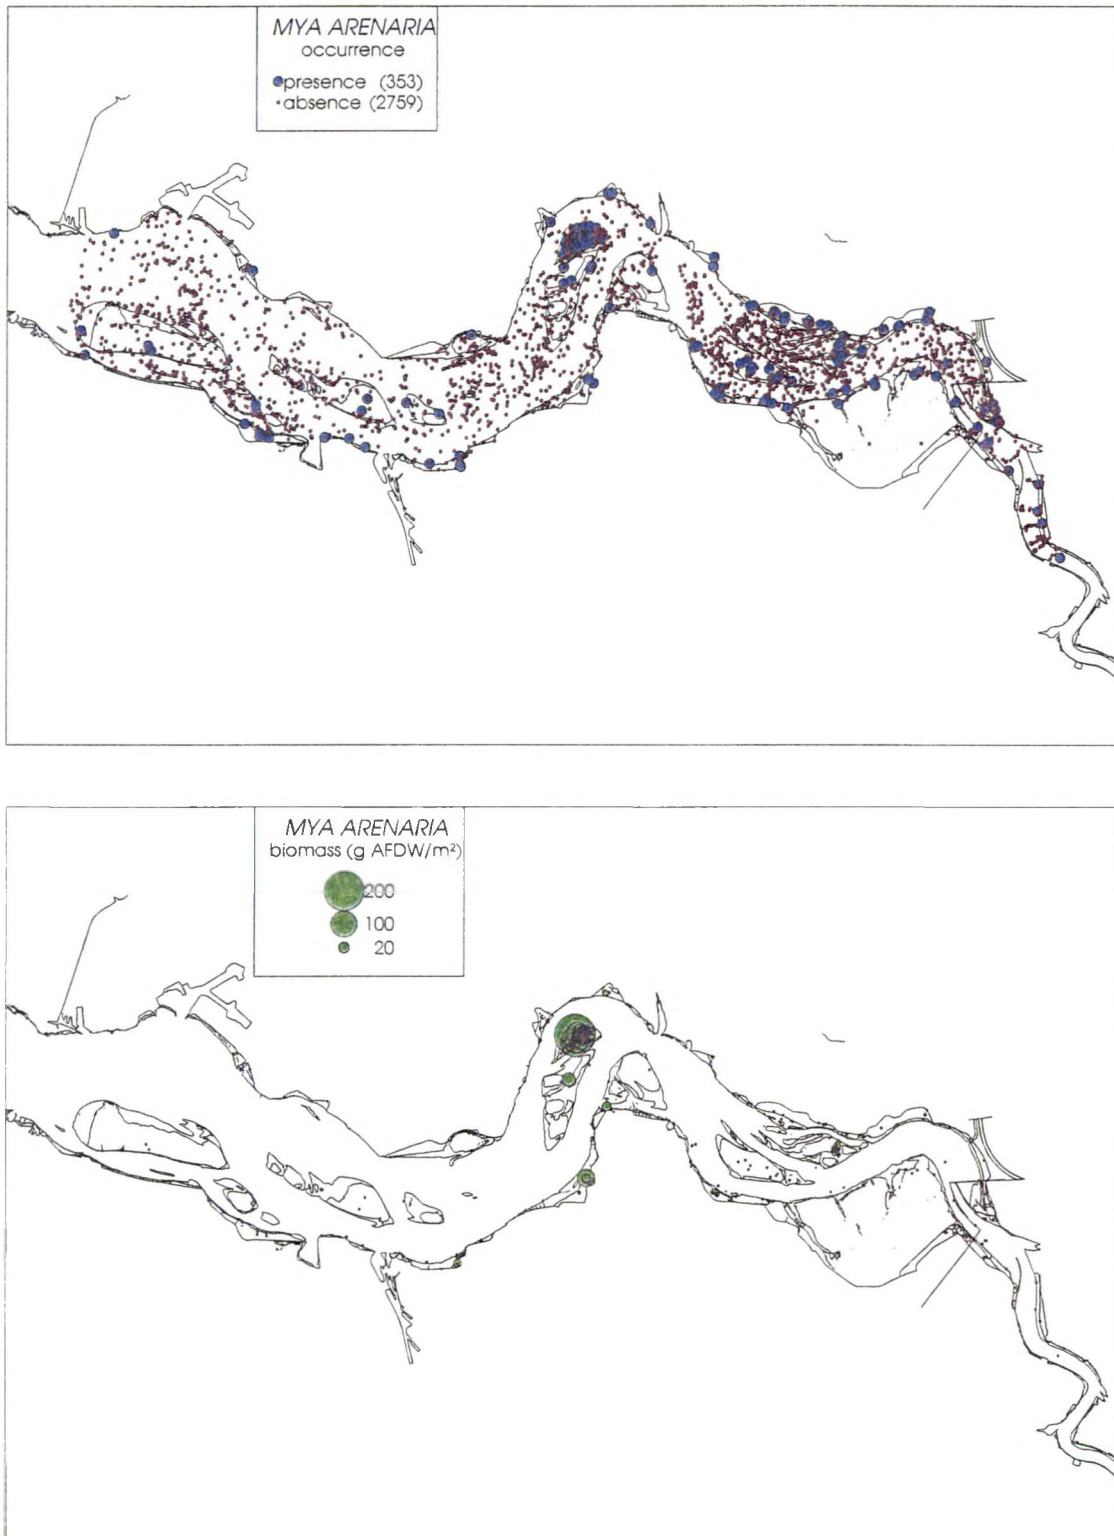 MYA ARENARIA
occurrence
presence (353)
absence (2759)
MYA ARENARIA
biomass (g AFDW/m²)
200
100
20